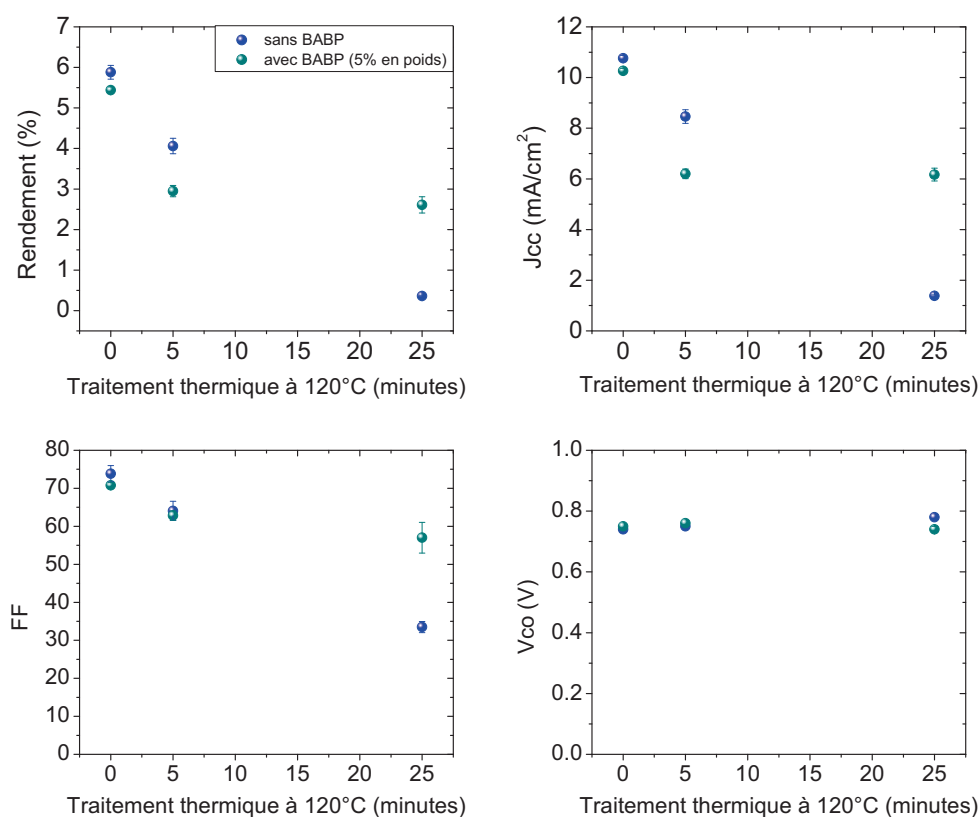 7
6
5
4
3
2
1
0
Rendement (%)
sans BABP
avec BABP (5% en poids)
0 5 10 15 20 25
Traitement thermique à 120°C (minutes)
12
10
8
6
4
2
0
Jcc (mA/cm²)
0 5 10 15 20 25
Traitement thermique à 120°C (minutes)
80
70
60
50
40
30
20
10
0
FF
0 5 10 15 20 25
Traitement thermique à 120°C (minutes)
1.0
0.8
0.6
0.4
0.2
0.0
Vco (V)
0 5 10 15 20 25
Traitement thermique à 120°C (minutes)